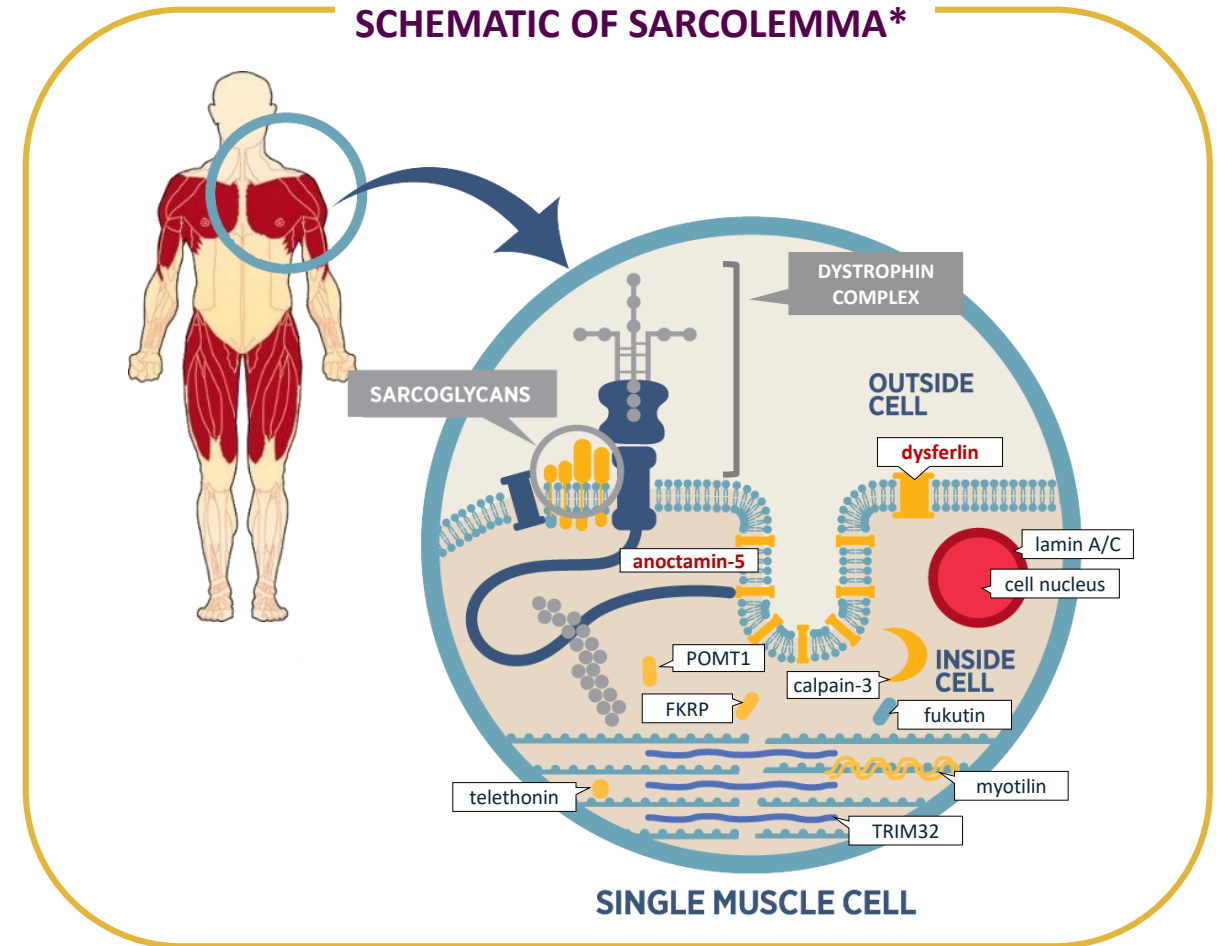 SCHEMATIC OF SARCOLEMMA*
DYSTROPHIN
COMPLEX
SARCOGLYCANS
OUTSIDE
CELL
dysferlin
anoctamin-5
lamin A/C
cell nucleus
POMT1
calpain-3
INSIDE
CELL
FKRP
fukutin
telethonin
myotilin
TRIM32
SINGLE MUSCLE CELL